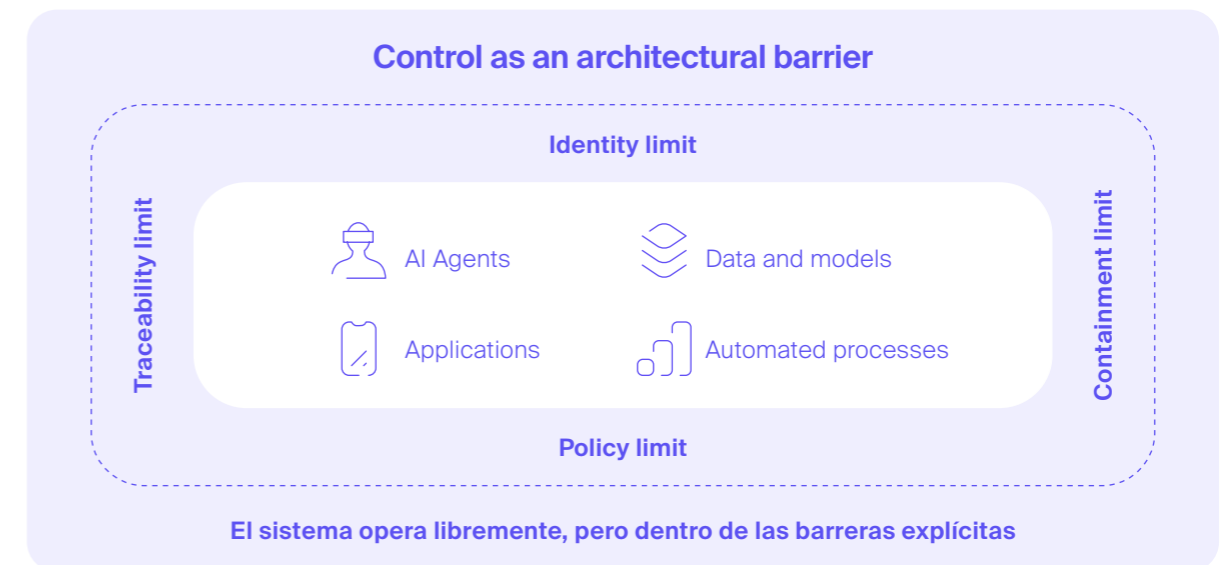 Control as an architectural barrier
Identity limit
Traceability limit
AI Agents
Data and models
Applications
Automated processes
Containment limit
Policy limit
El sistema opera libremente, pero dentro de las barreras explícitas